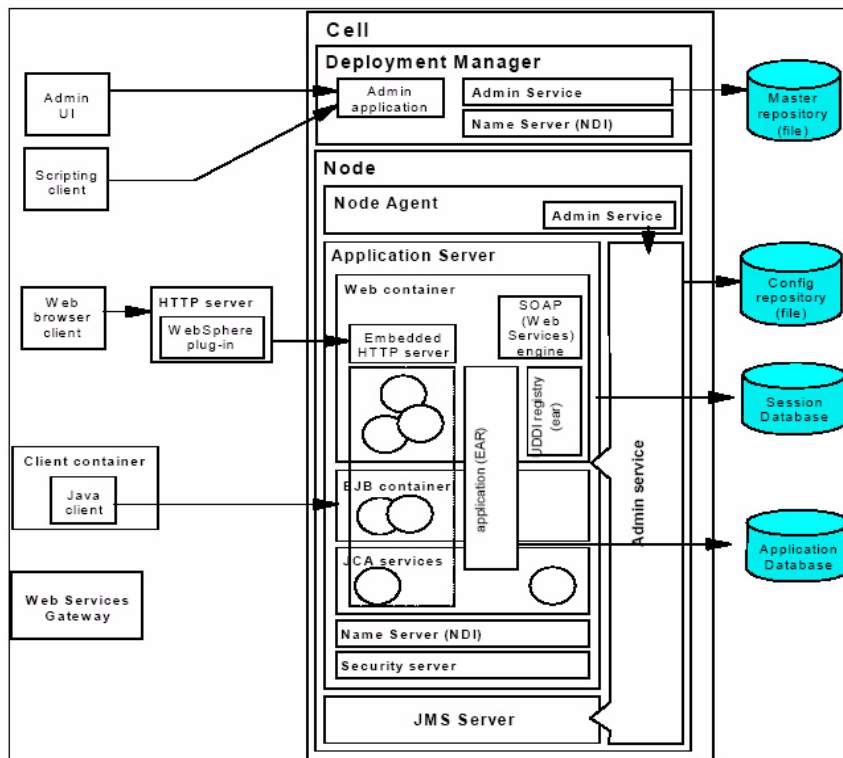 Cell
Deployment Manager
Admin
UI
Admin
application
Admin Service
Name Server (NDI)
Master
repository
(file)
Scripting
client
Node
Node Agent
Admin Service
Application Server
Web container
Config
repository
(file)
Web
browser
client
HTTP server
WebSphere
plug-in
Embedded
HTTP server
SOAP
(Web
Services)
engine
UDDI registry
(ear)
application (EAR)
Session
Database
Admin service
Client container
Java
client
EJB container
Application
Database
JCA services
Web Services
Gateway
Name Server (NDI)
Security server
JMS Server